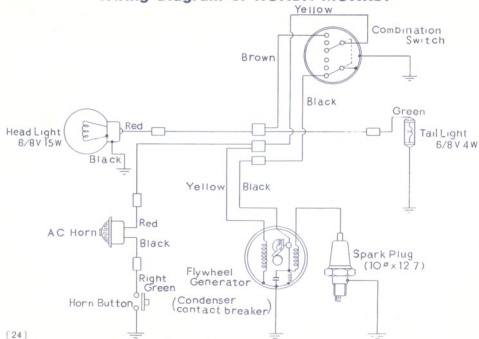 Yellow
Combination
Switch
Brown
Black
Green
Head Light
6/8V 15W
Red
Black
Tail Light
6/8V 4W
Yellow
Black
AC Horn
Red
Black
Right
Green
Horn Button
Flywheel
Generator
(Condenser
contact breaker)
Spark Plug
(10ø×12 7)
[24]